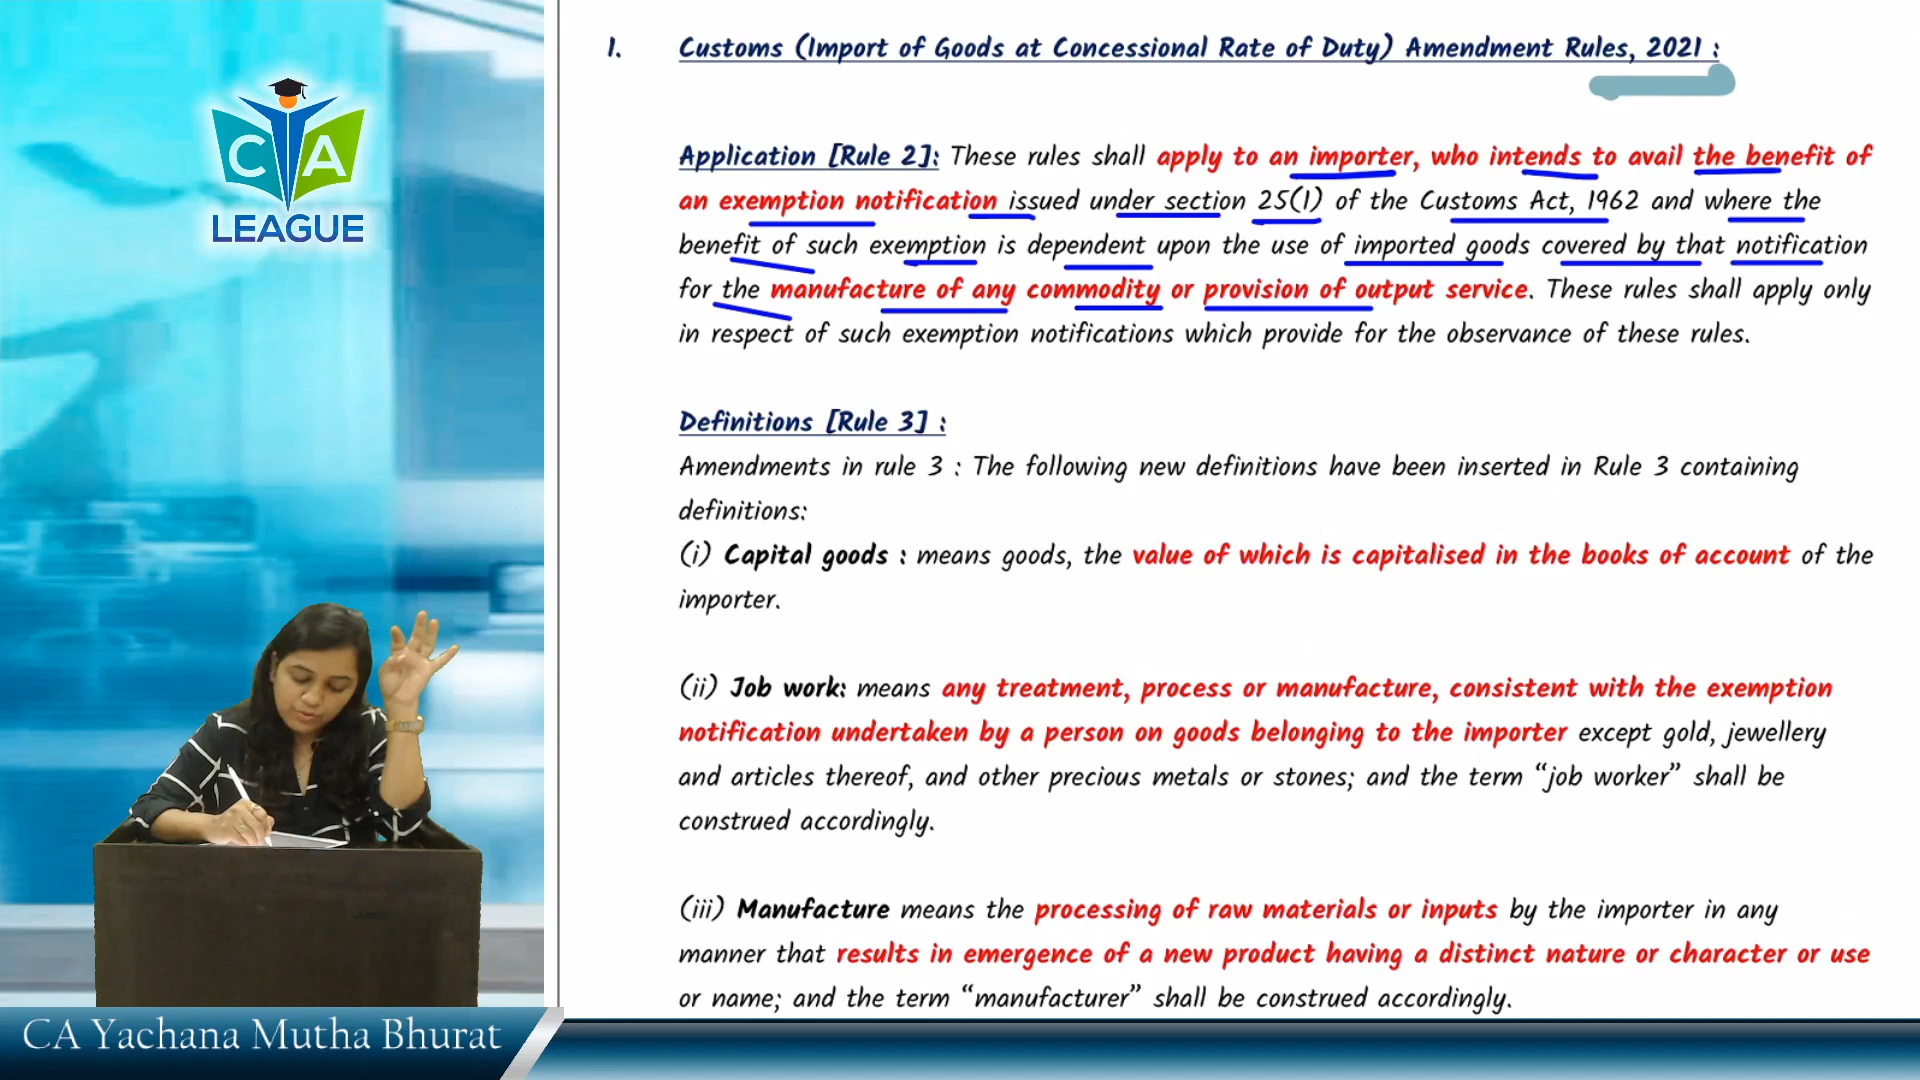 CA
LEAGUE
1. Customs (Import of Goods at Concessional Rate of Duty) Amendment Rules, 2021 :
Application [Rule 2]: These rules shall apply to an importer, who intends to avail the benefit of
an exemption notification issued under section 25(1) of the Customs Act, 1962 and where the
benefit of such exemption is dependent upon the use of imported goods covered by that notification
for the manufacture of any commodity or provision of output service. These rules shall apply only
in respect of such exemption notifications which provide for the observance of these rules.
Definitions [Rule 3] :
Amendments in rule 3 : The following new definitions have been inserted in Rule 3 containing
definitions:
(i) Capital goods : means goods, the value of which is capitalised in the books of account of the
importer.
(ii) Job work: means any treatment, process or manufacture, consistent with the exemption
notification undertaken by a person on goods belonging to the importer except gold, jewellery
and articles thereof, and other precious metals or stones; and the term “job worker” shall be
construed accordingly.
(iii) Manufacture means the processing of raw materials or inputs by the importer in any
manner that results in emergence of a new product having a distinct nature or character or use
or name; and the term “manufacturer” shall be construed accordingly.
CA Yachana Mutha Bhurat